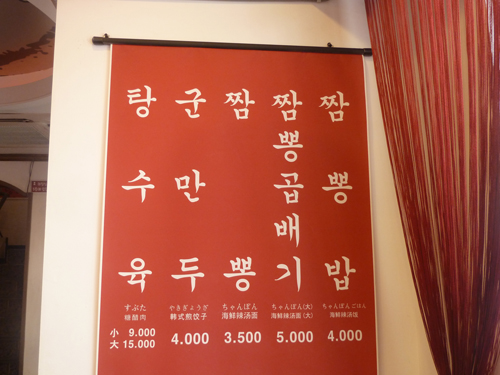 탕수육
すぶた
糖醋肉
小 9.000
大 15.000
군만두
やきぎょうざ
韩式煎饺子
4.000
짬뽕
ちゃんぽん
海鲜辣汤面
3.500
짬뽕곱배기
ちゃんぽん(大)
海鲜辣汤面(大)
5.000
짬뽕밥
ちゃんぽんごはん
海鲜辣汤饭
4.000